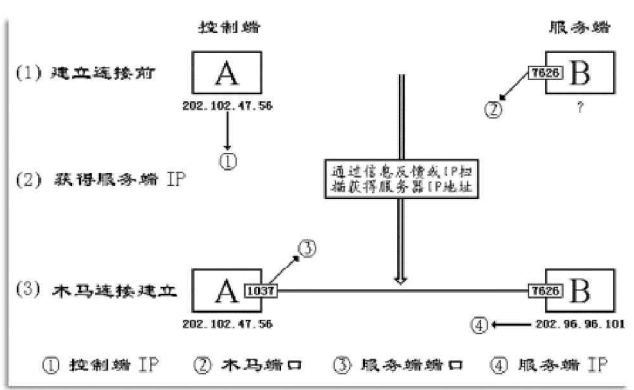 控制端 服务端
(1) 建立连接前 A 7626 B
202.102.47.56 ② ?
①
(2) 获得服务端 IP 通过信息反馈或IP扫
描获得服务器IP地址
③
(3) 木马连接建立 A 1037 7626 B
202.102.47.56 ④ 202.96.96.101
① 控制端 IP ② 木马端口 ③ 服务端端口 ④ 服务端 IP